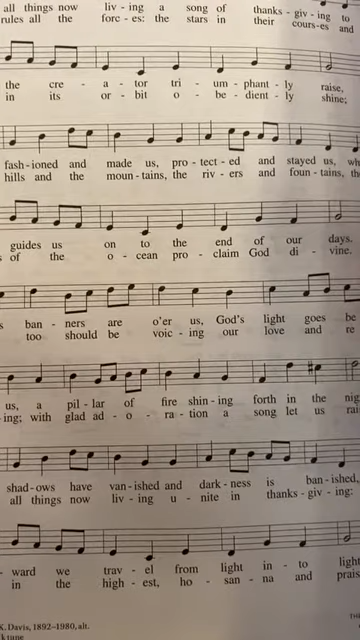 all things now liv - ing a song of thanks - giv - ing to
rules all the forc - es: the stars in their cours - es and
the cre - a - tor tri - um - phant - ly raise,
in its or - bit o - be - dient - ly shine;
fash - ioned and made us, pro - tect - ed and stayed us, wh
hills and the moun - tains, the riv - ers and foun - tains, th
guides us on to the end of our days.
s of the o - cean pro - claim God di - vine.
s ban - ners are o'er us, God's light goes be
too should be voic - ing our love and re
us, a pil - lar of fire shin - ing forth in the nig
ing; with glad ad - o - ra - tion a song let us rai
shad - ows have van - ished and dark - ness is ban - ished,
all things now liv - ing u - nite in thanks - giv - ing:
- ward we trav - el from light in - to light
in the high - est, ho - san - na and praise
K. Davis, 1892–1980, alt.
k tune